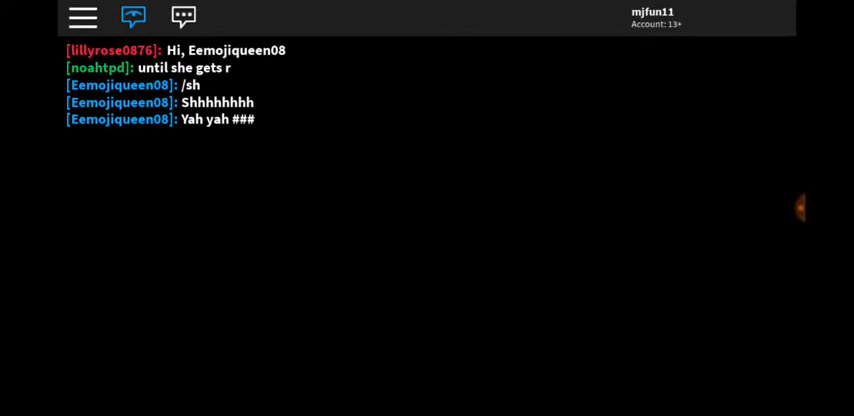 mjfun11
Account: 13+
[lillyrose0876]: Hi, Eemojiqueen08
[noahtpd]: until she gets r
[Eemojiqueen08]: /sh
[Eemojiqueen08]: Shhhhhhhh
[Eemojiqueen08]: Yah yah ###